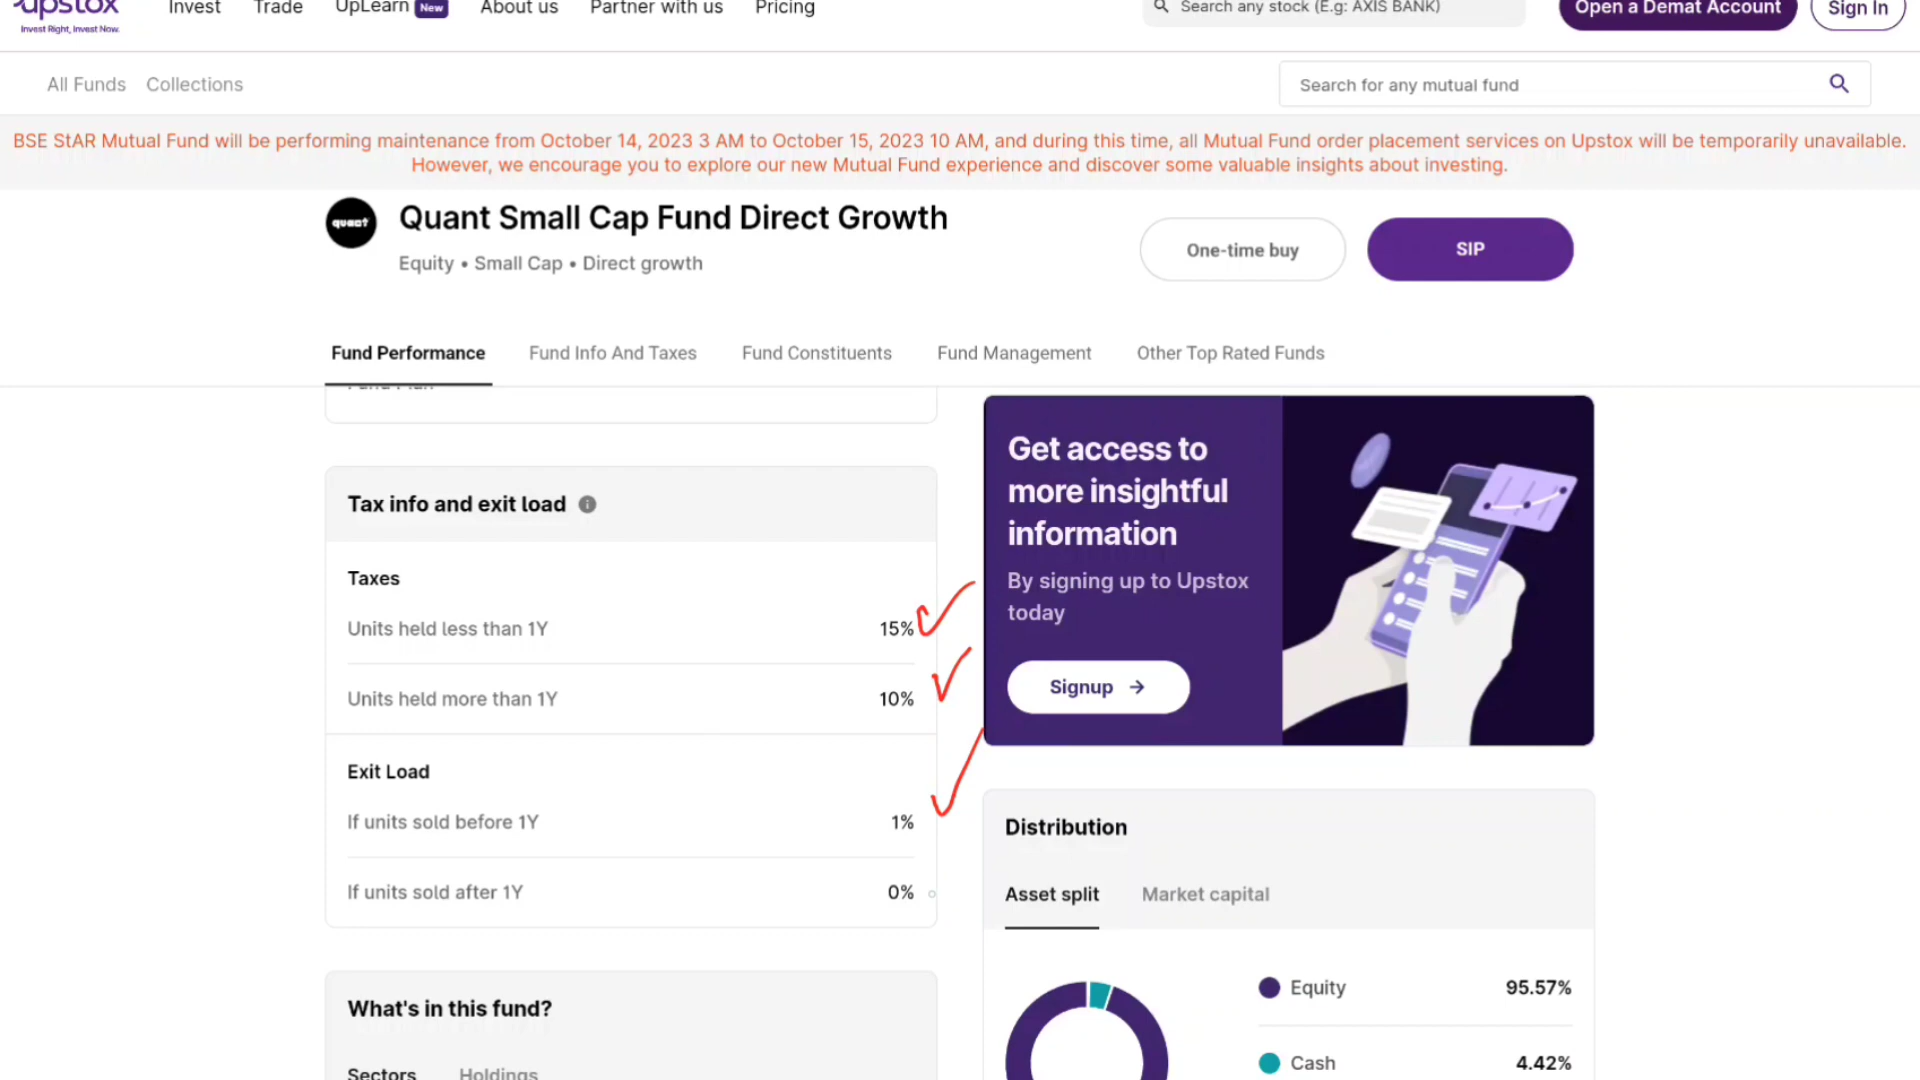 upstox
Invest Right, Invest Now.
Invest Trade UpLearn New About us Partner with us Pricing
Search any stock (E.g: AXIS BANK)
Open a Demat Account
Sign In
All Funds Collections
Search for any mutual fund
BSE StAR Mutual Fund will be performing maintenance from October 14, 2023 3 AM to October 15, 2023 10 AM, and during this time, all Mutual Fund order placement services on Upstox will be temporarily unavailable.
However, we encourage you to explore our new Mutual Fund experience and discover some valuable insights about investing.
quant
Quant Small Cap Fund Direct Growth
Equity • Small Cap • Direct growth
One-time buy
SIP
Fund Performance Fund Info And Taxes Fund Constituents Fund Management Other Top Rated Funds
Fund Plan
Tax info and exit load
Taxes
Units held less than 1Y 15%
Units held more than 1Y 10%
Exit Load
If units sold before 1Y 1%
If units sold after 1Y 0%
What's in this fund?
Sectors Holdings
Get access to
more insightful
information
By signing up to Upstox
today
Signup →
Distribution
Asset split Market capital
Equity 95.57%
Cash 4.42%